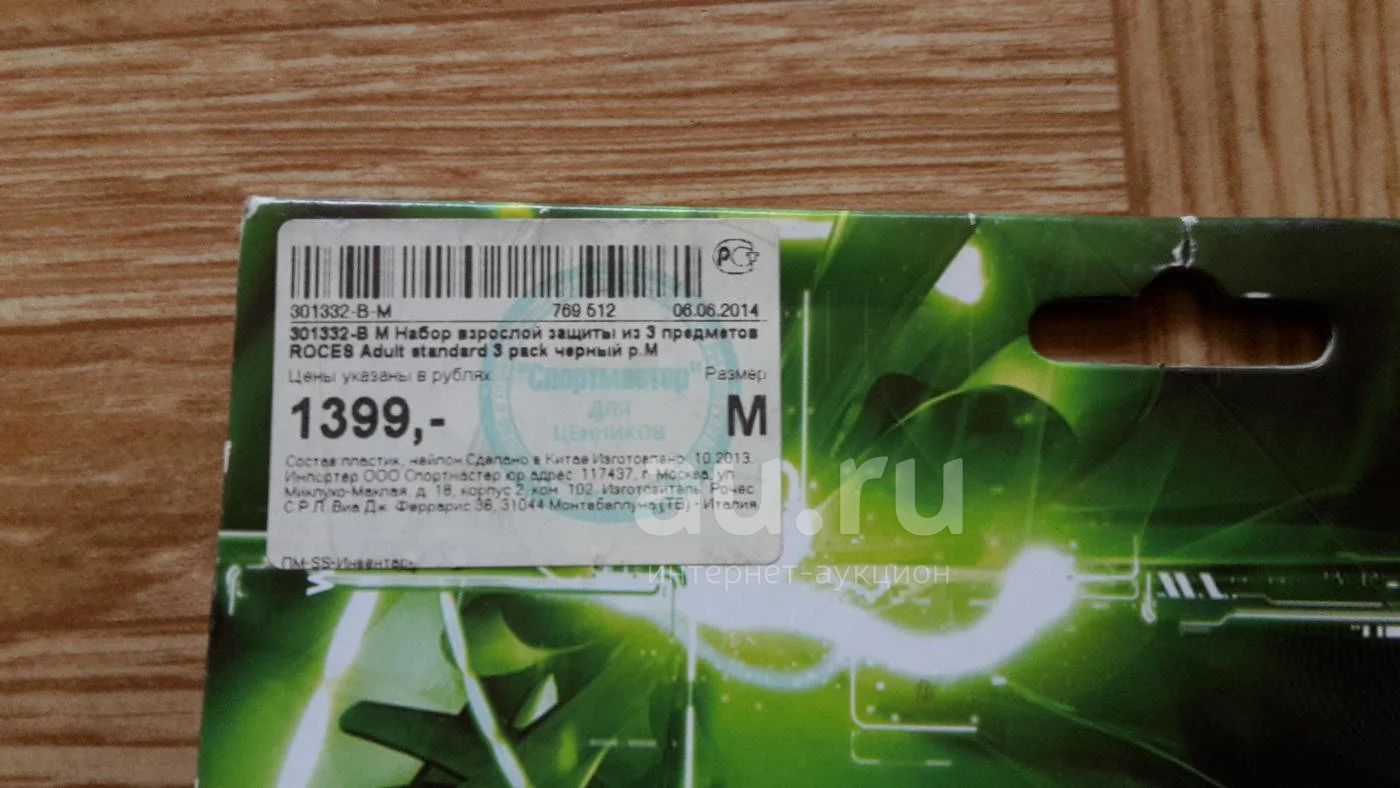 РСТ
301332-B-M 769 512 06.06.2014
301332-B M Набор взрослой защиты из 3 предметов
ROCES Adult standard 3 pack черный р.M
Цены указаны в рублях "Спортмастер" Размер
ДЛЯ
ЦЕННИКОВ
1399,- M
Состав пластик, нейлон Сделано в Китае Изготовлено 10.2013.
Импортер ООО Спортмастер юр адрес 117437, г. Москва, ул
Миклухо-Маклая, д. 18, корпус 2, ком. 102. Изготовитель Рочес
С.Р.Л. Виа Дж. Феррарис 36, 31044 Монтебеллуна (ТВ) - Италия
ПМ-SS-Инвентарь
au.ru
интернет-аукцион